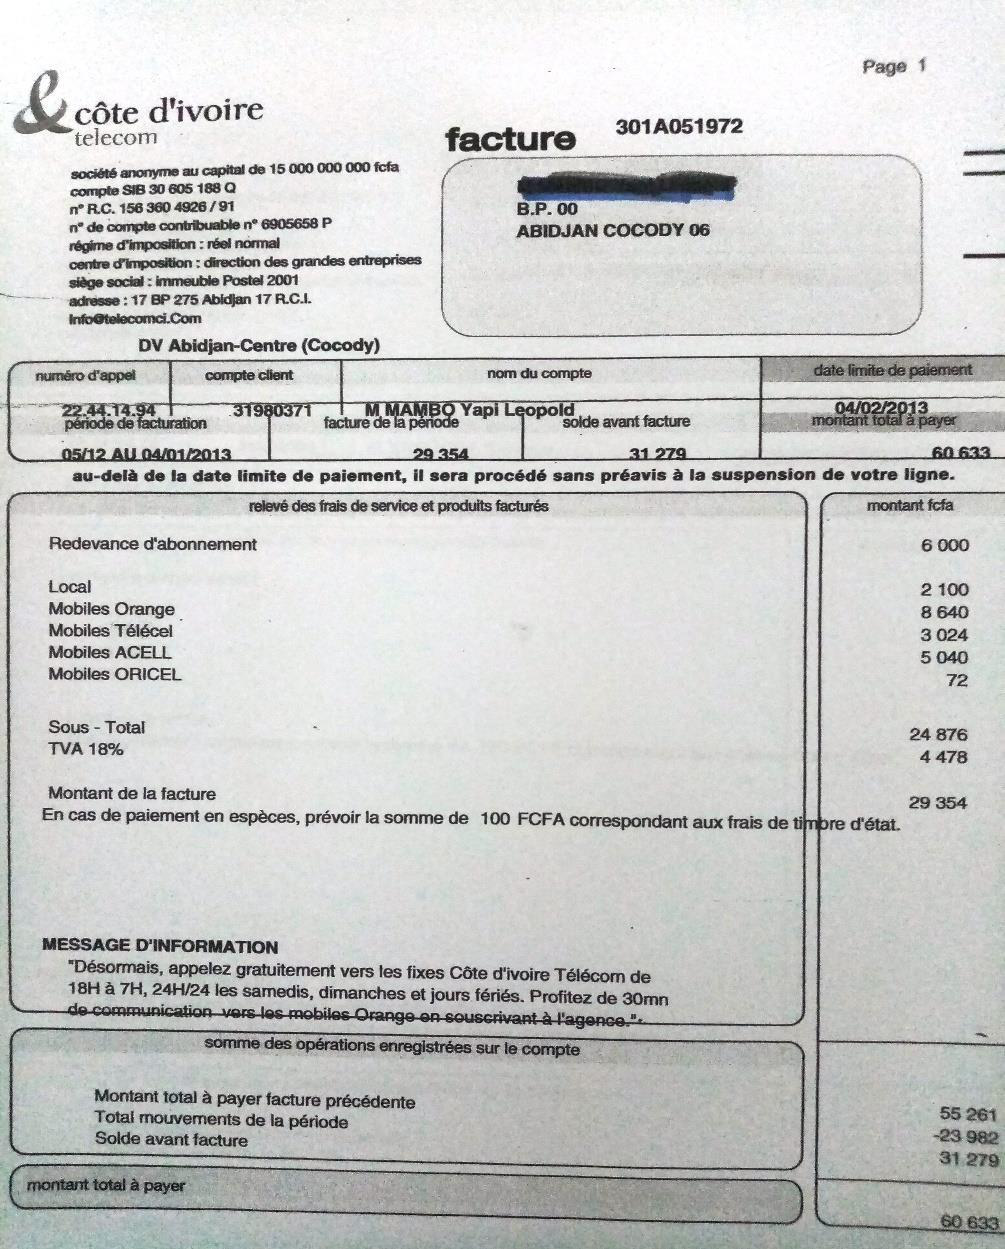 Page 1
côte d'ivoire
telecom
facture 301A051972
société anonyme au capital de 15 000 000 000 fcfa
compte SIB 30 605 188 Q
n° R.C. 156 360 4926 / 91
n° de compte contribuable n° 6905658 P
régime d'imposition : réel normal
centre d'imposition : direction des grandes entreprises
siège social : immeuble Postel 2001
adresse : 17 BP 275 Abidjan 17 R.C.I.
Info@telecomci.Com
B.P. 00
ABIDJAN COCODY 06
DV Abidjan-Centre (Cocody)
numéro d'appel compte client nom du compte date limite de paiement
22.44.14.94 31980371 M MAMBO Yapi Leopold 04/02/2013
période de facturation facture de la période solde avant facture montant total à payer
05/12 AU 04/01/2013 29 354 31 279 60 633
au-delà de la date limite de paiement, il sera procédé sans préavis à la suspension de votre ligne.
relevé des frais de service et produits facturés montant fcfa
Redevance d'abonnement 6 000
Local 2 100
Mobiles Orange 8 640
Mobiles Télécel 3 024
Mobiles ACELL 5 040
Mobiles ORICEL 72
Sous - Total 24 876
TVA 18% 4 478
Montant de la facture 29 354
En cas de paiement en espèces, prévoir la somme de 100 FCFA correspondant aux frais de timbre d'état.
MESSAGE D'INFORMATION
"Désormais, appelez gratuitement vers les fixes Côte d'ivoire Télécom de
18H à 7H, 24H/24 les samedis, dimanches et jours fériés. Profitez de 30mn
de communication vers les mobiles Orange en souscrivant à l'agence."
somme des opérations enregistrées sur le compte
Montant total à payer facture précédente 55 261
Total mouvements de la période -23 982
Solde avant facture 31 279
montant total à payer 60 633